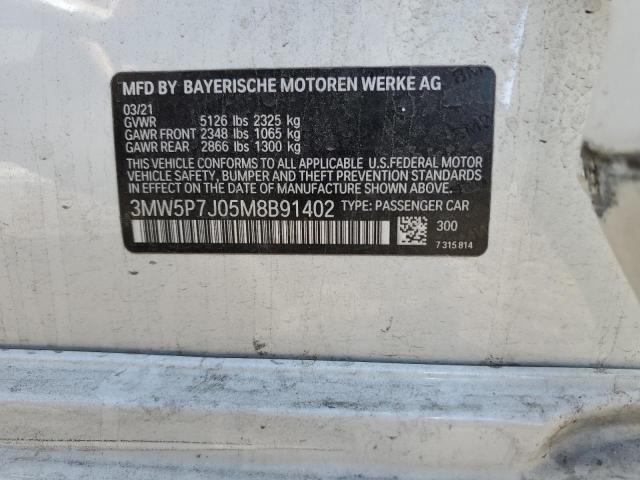 MFD BY BAYERISCHE MOTOREN WERKE AG
03/21
GVWR 5126 lbs 2325 kg
GAWR FRONT 2348 lbs 1065 kg
GAWR REAR 2866 lbs 1300 kg
THIS VEHICLE CONFORMS TO ALL APPLICABLE U.S.FEDERAL MOTOR
VEHICLE SAFETY, BUMPER AND THEFT PREVENTION STANDARDS
IN EFFECT ON THE DATE OF MANUFACTURE SHOWN ABOVE.
3MW5P7J05M8B91402 TYPE: PASSENGER CAR
300
7 315 814